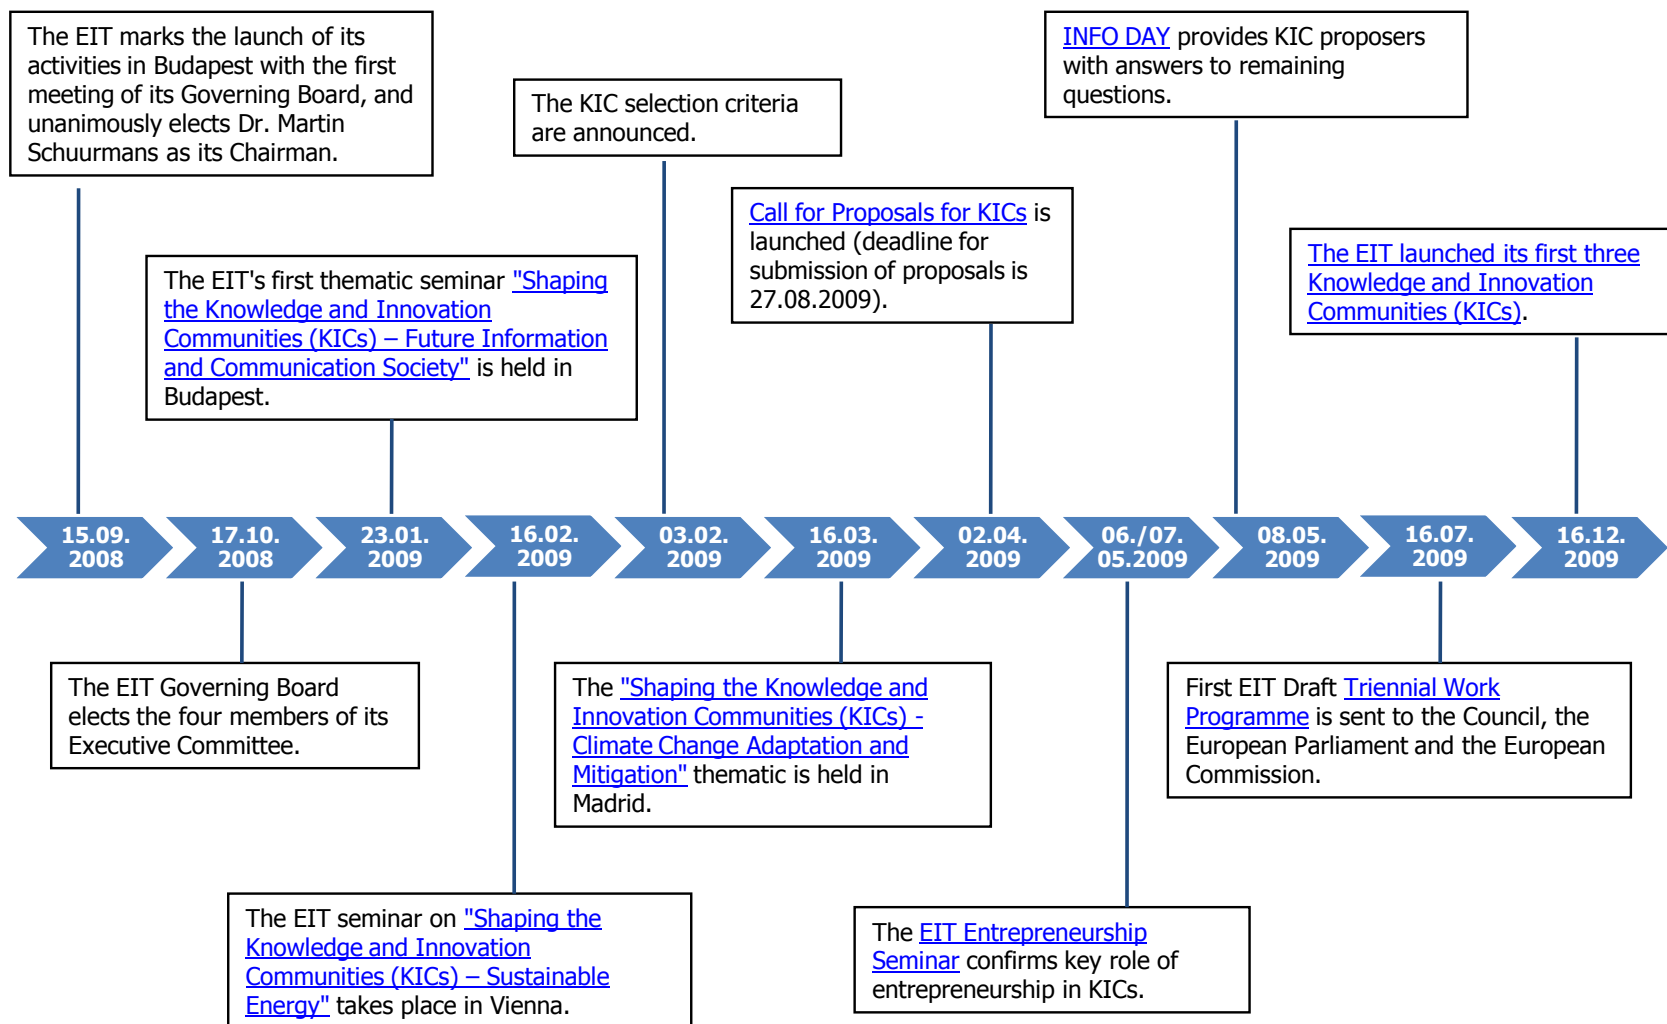 The EIT marks the launch of its
activities in Budapest with the first
meeting of its Governing Board, and
unanimously elects Dr. Martin
Schuurmans as its Chairman.
The KIC selection criteria
are announced.
INFO DAY provides KIC proposers
with answers to remaining
questions.
The EIT's first thematic seminar "Shaping
the Knowledge and Innovation
Communities (KICs) – Future Information
and Communication Society" is held in
Budapest.
Call for Proposals for KICs is
launched (deadline for
submission of proposals is
27.08.2009).
The EIT launched its first three
Knowledge and Innovation
Communities (KICs).
15.09.
2008
17.10.
2008
23.01.
2009
16.02.
2009
03.02.
2009
16.03.
2009
02.04.
2009
06./07.
05.2009
08.05.
2009
16.07.
2009
16.12.
2009
The EIT Governing Board
elects the four members of its
Executive Committee.
The "Shaping the Knowledge and
Innovation Communities (KICs) -
Climate Change Adaptation and
Mitigation" thematic is held in
Madrid.
First EIT Draft Triennial Work
Programme is sent to the Council, the
European Parliament and the European
Commission.
The EIT seminar on "Shaping the
Knowledge and Innovation
Communities (KICs) – Sustainable
Energy" takes place in Vienna.
The EIT Entrepreneurship
Seminar confirms key role of
entrepreneurship in KICs.